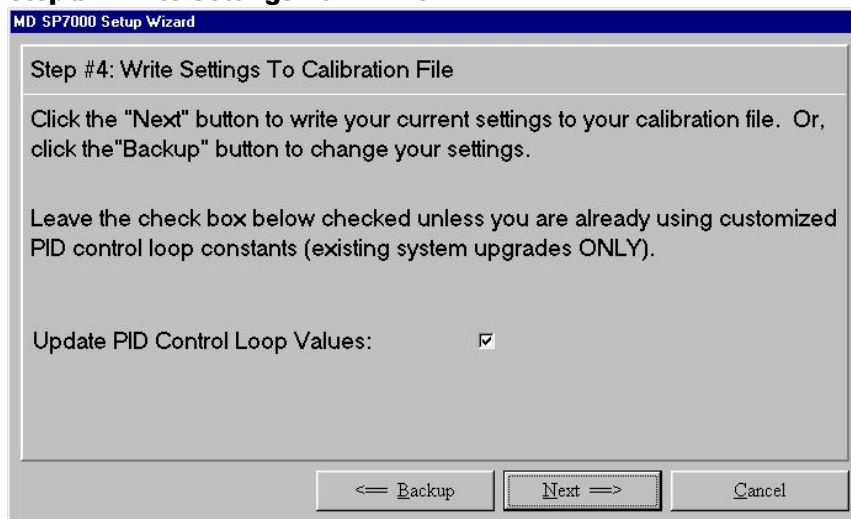 MD SP7000 Setup Wizard
Step #4: Write Settings To Calibration File
Click the "Next" button to write your current settings to your calibration file. Or,
click the"Backup" button to change your settings.
Leave the check box below checked unless you are already using customized
PID control loop constants (existing system upgrades ONLY).
Update PID Control Loop Values:
<== Backup
Next ==>
Cancel